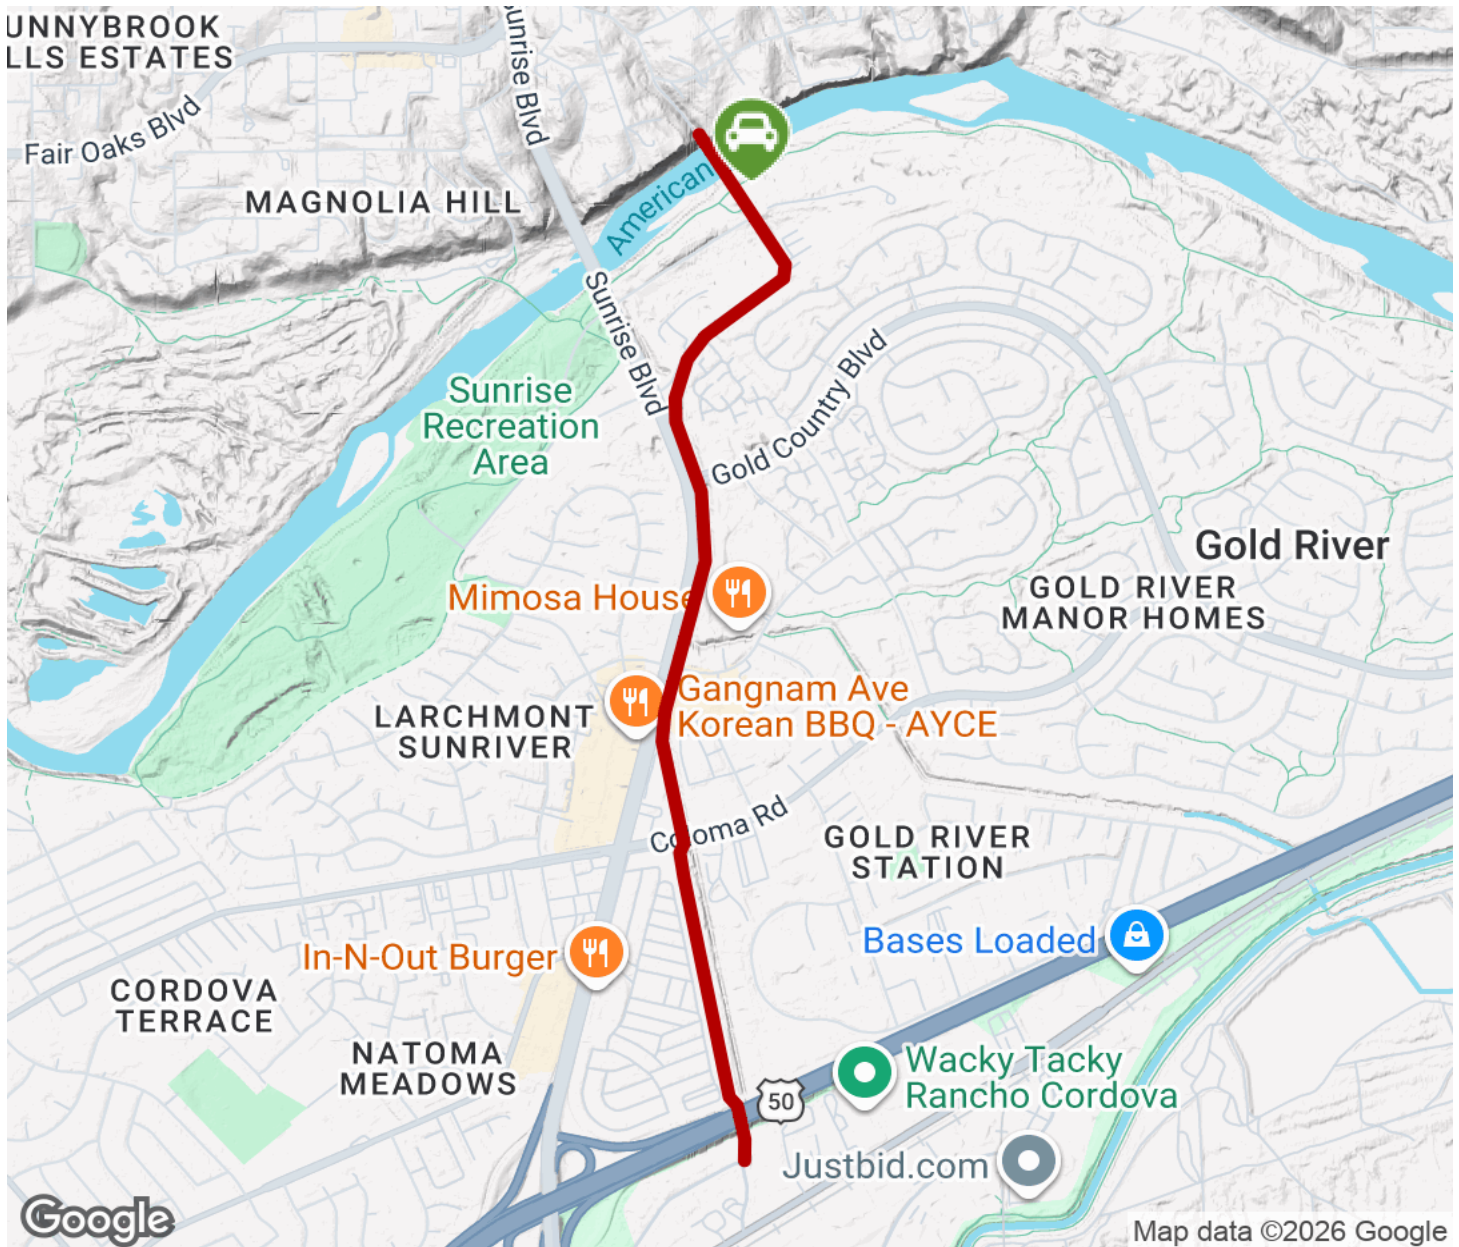 UNNYBROOK
LLS ESTATES
Sunrise Blvd
Fair Oaks Blvd
MAGNOLIA HILL
American
Sunrise Blvd
Sunrise
Recreation
Area
Gold Country Blvd
Gold River
GOLD RIVER
MANOR HOMES
Mimosa House
Gangnam Ave
Korean BBQ - AYCE
LARCHMONT
SUNRIVER
Coloma Rd
GOLD RIVER
STATION
Bases Loaded
In-N-Out Burger
CORDOVA
TERRACE
NATOMA
MEADOWS
50
Wacky Tacky
Rancho Cordova
Justbid.com
Google
Map data ©2026 Google